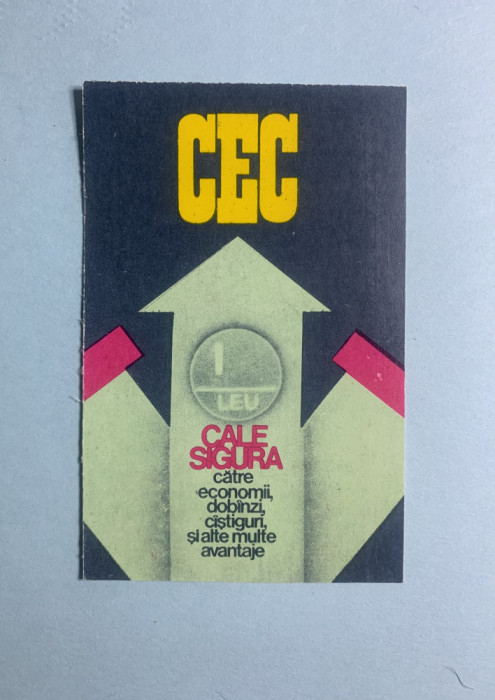 CEC
1
LEU
CALE
SIGURA
către
economii,
dobînzi,
cîștiguri,
și alte multe
avantaje